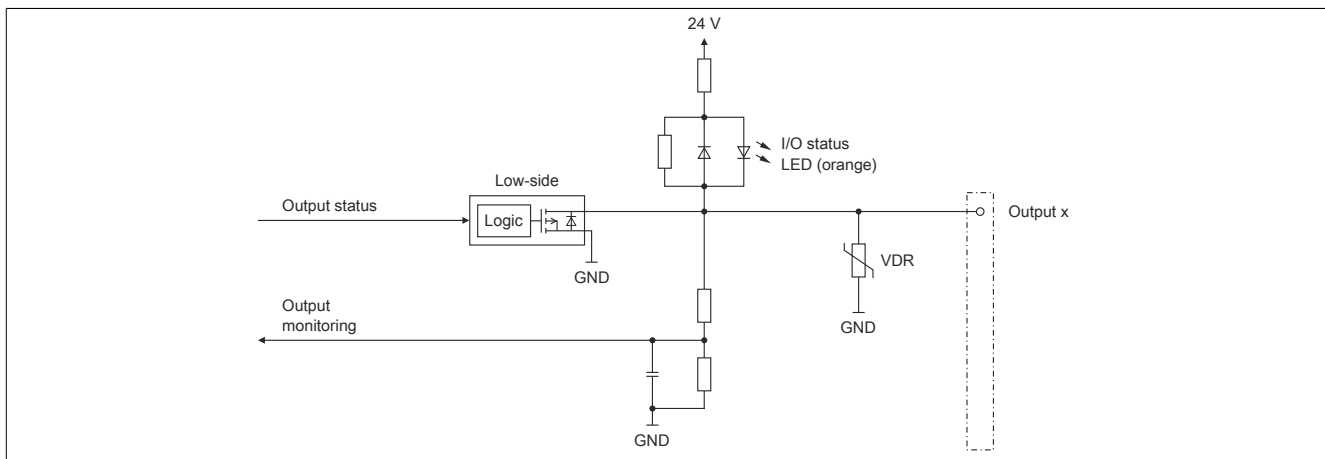 24 V
I/O status
LED (orange)
Low-side
Output status
Logic
Output x
GND
VDR
Output
monitoring
GND
GND